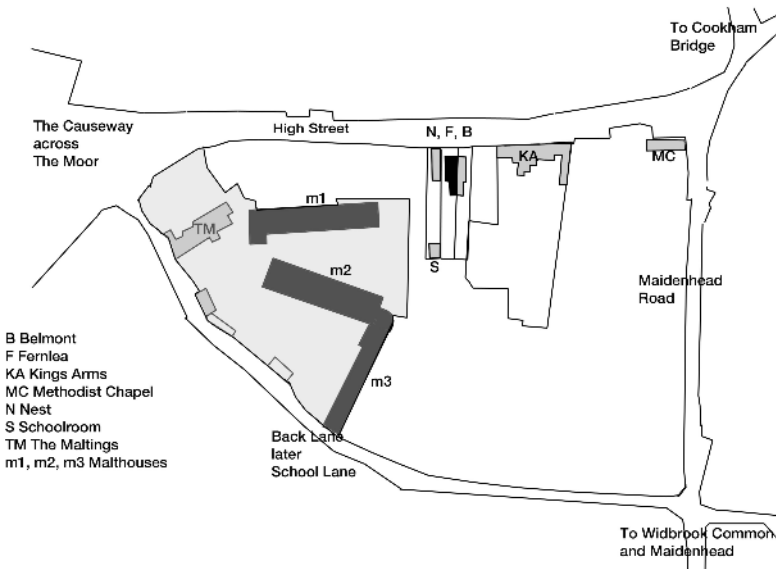 To Cookham
Bridge
The Causeway
across
The Moor
High Street
N, F, B
KA
MC
m1
TM
m2
S
Maidenhead
Road
m3
B Belmont
F Fernlea
KA Kings Arms
MC Methodist Chapel
N Nest
S Schoolroom
TM The Maltings
m1, m2, m3 Malthouses
Back Lane
later
School Lane
To Widbrook Common
and Maidenhead